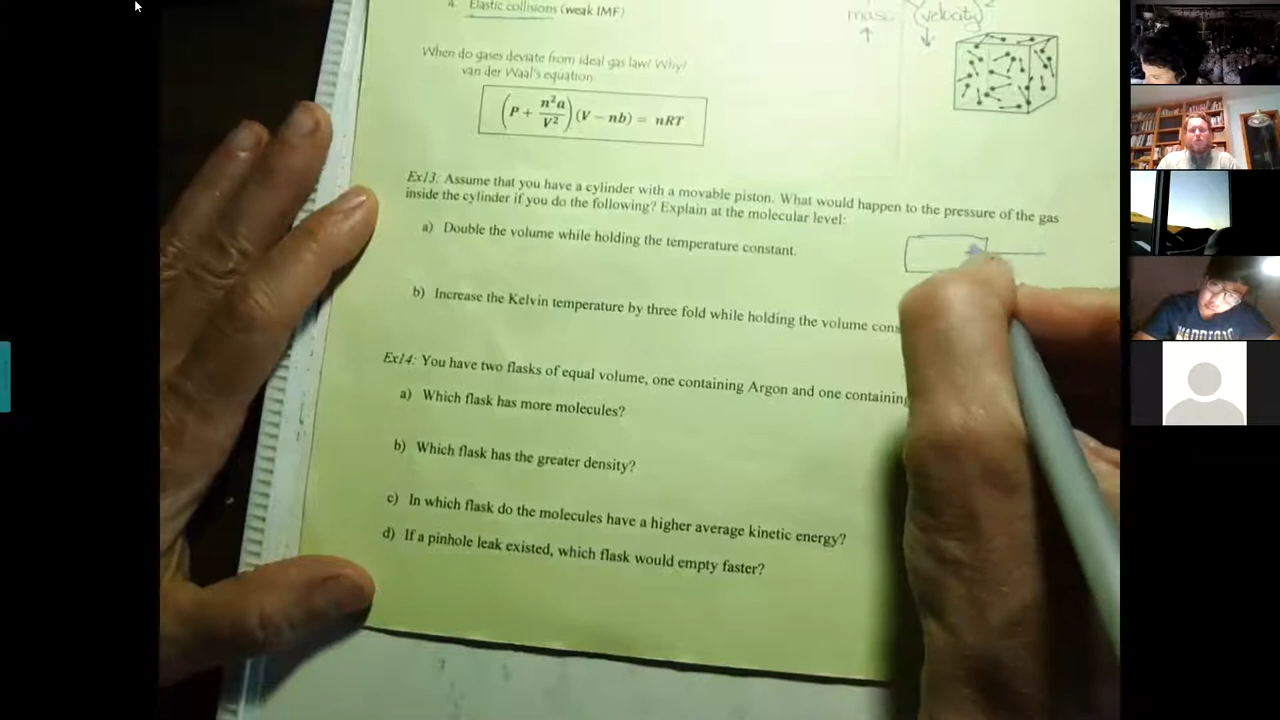 4. Elastic collisions (weak IMF)
mass (velocity)²
↑ ↓
When do gases deviate from ideal gas law? Why?
van der Waal's equation
(P + n²a/V²)(V – nb) = nRT
Ex13: Assume that you have a cylinder with a movable piston. What would happen to the pressure of the gas
inside the cylinder if you do the following? Explain at the molecular level:
a) Double the volume while holding the temperature constant.
b) Increase the Kelvin temperature by three fold while holding the volume cons
Ex14: You have two flasks of equal volume, one containing Argon and one containing
a) Which flask has more molecules?
b) Which flask has the greater density?
c) In which flask do the molecules have a higher average kinetic energy?
d) If a pinhole leak existed, which flask would empty faster?
WARRIORS